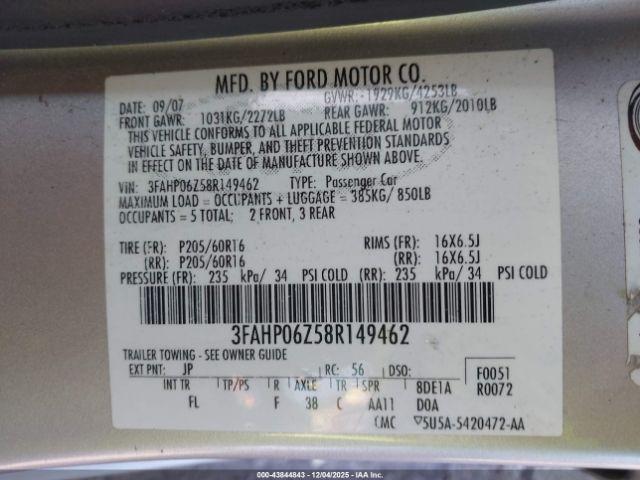 MFD. BY FORD MOTOR CO.
DATE: 09/07 GVWR: 1929KG/4253LB
FRONT GAWR: 1031KG/2272LB REAR GAWR: 912KG/2010LB
THIS VEHICLE CONFORMS TO ALL APPLICABLE FEDERAL MOTOR
VEHICLE SAFETY, BUMPER, AND THEFT PREVENTION STANDARDS
IN EFFECT ON THE DATE OF MANUFACTURE SHOWN ABOVE.
VIN: 3FAHP06Z58R149462 TYPE: Passenger Car
MAXIMUM LOAD = OCCUPANTS + LUGGAGE = 385KG/ 850LB
OCCUPANTS = 5 TOTAL; 2 FRONT, 3 REAR
TIRE (FR): P205/60R16 RIMS (FR): 16X6.5J
(RR): P205/60R16 (RR): 16X6.5J
PRESSURE (FR): 235 kPa/ 34 PSI COLD (RR): 235 kPa/ 34 PSI COLD
3FAHP06Z58R149462
TRAILER TOWING - SEE OWNER GUIDE
EXT PNT: JP RC: 56 DSO: F0051
INT TR TP/PS R AXLE TR SPR 8DE1A R0072
FL F 38 C AA11 D0A
CMC ▽5U5A-5420472-AA
000-43844843 - 12/04/2025 - IAAI.com